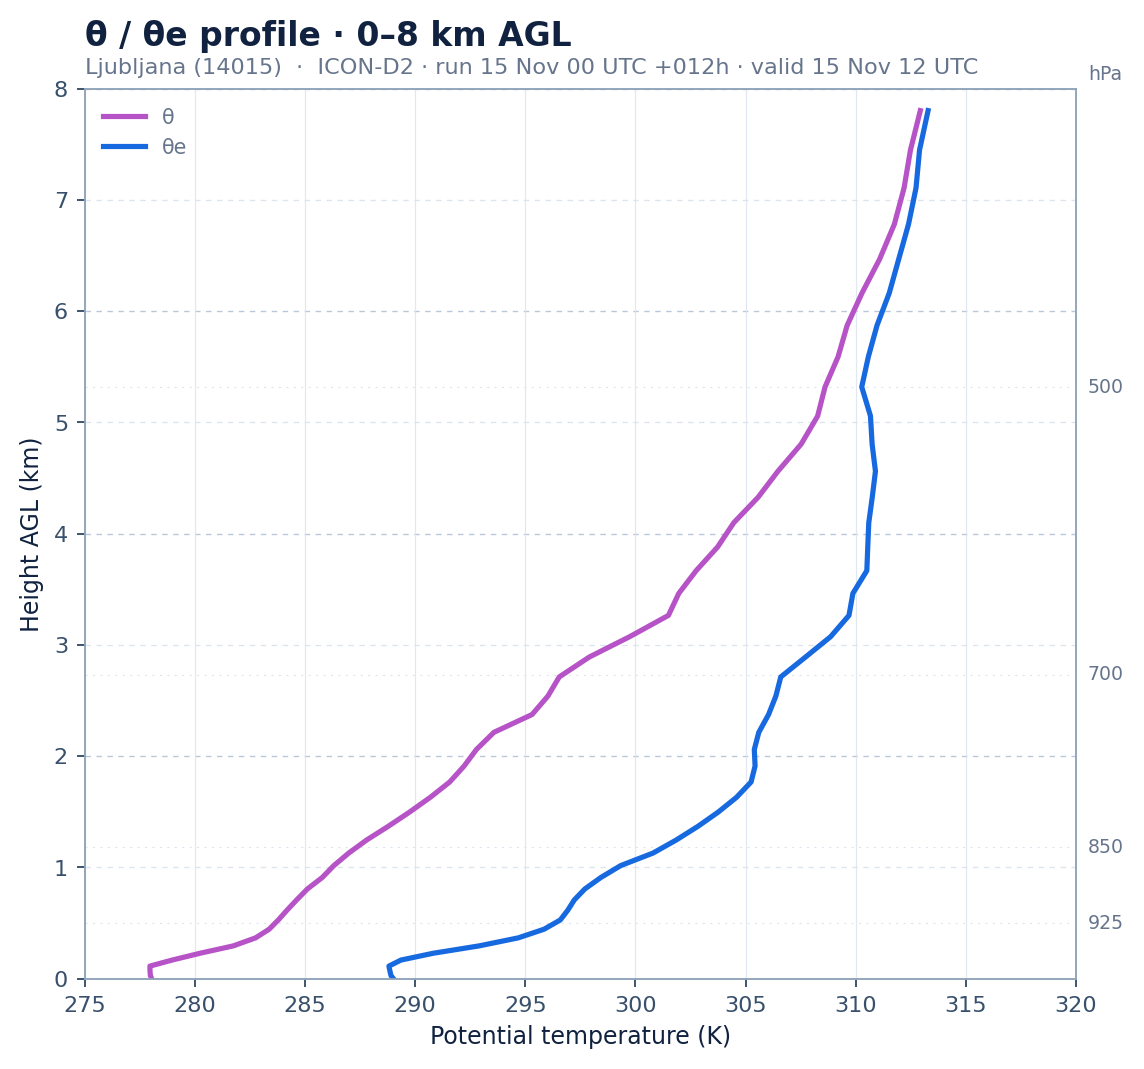 θ / θe profile · 0–8 km AGL
Ljubljana (14015)  ·  ICON-D2 · run 15 Nov 00 UTC +012h · valid 15 Nov 12 UTC
hPa
θ
θe
8
7
6
5
4
3
2
1
0
500
700
850
925
Height AGL (km)
275 280 285 290 295 300 305 310 315 320
Potential temperature (K)